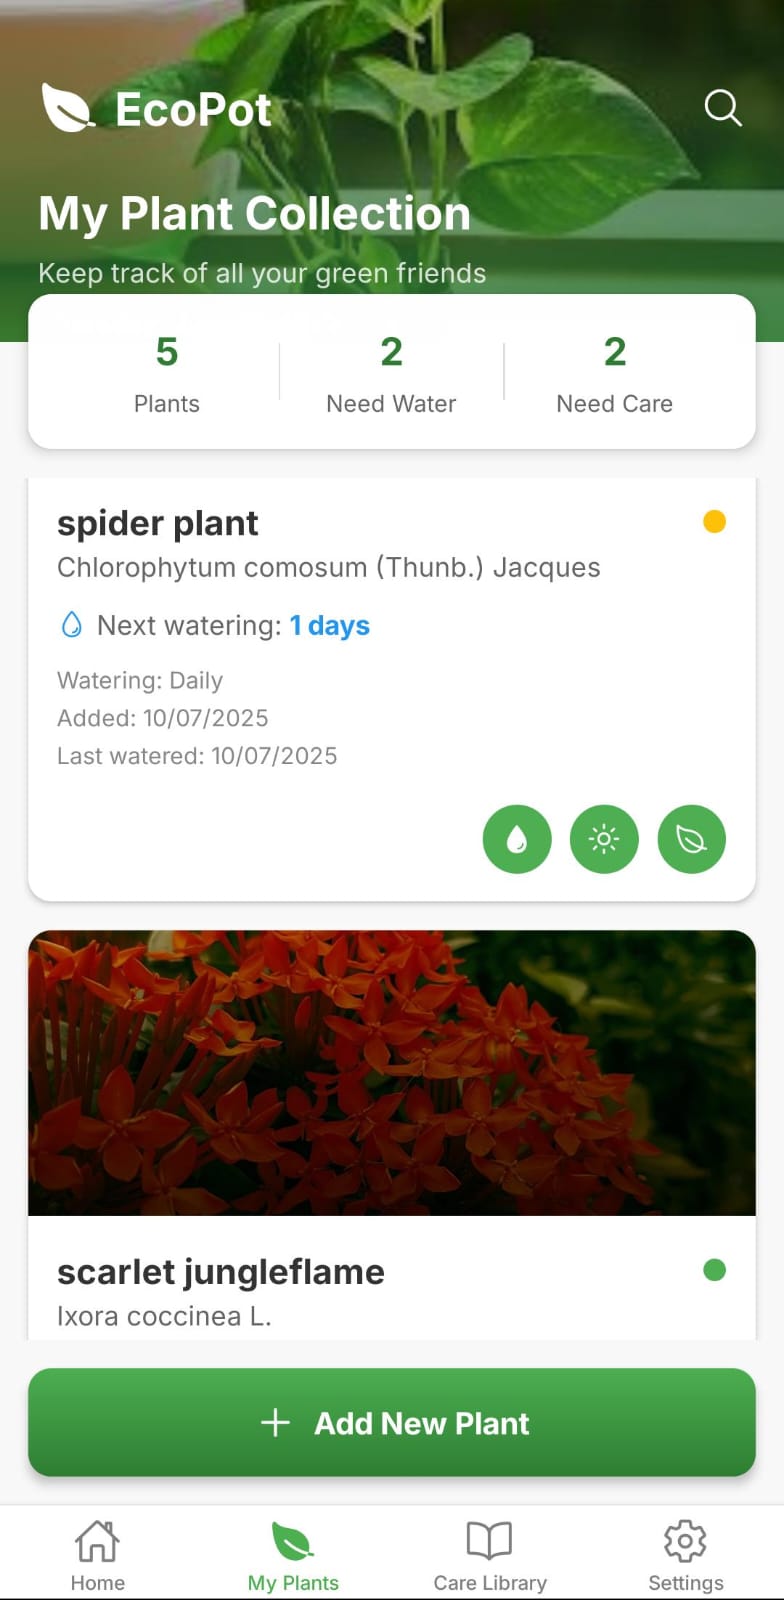 EcoPot
My Plant Collection
Keep track of all your green friends
5
Plants
2
Need Water
2
Need Care
spider plant
Chlorophytum comosum (Thunb.) Jacques
Next watering: 1 days
Watering: Daily
Added: 10/07/2025
Last watered: 10/07/2025
scarlet jungleflame
Ixora coccinea L.
Add New Plant
Home
My Plants
Care Library
Settings